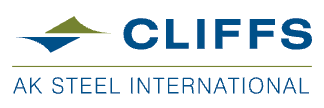 CLIFFS
AK STEEL INTERNATIONAL